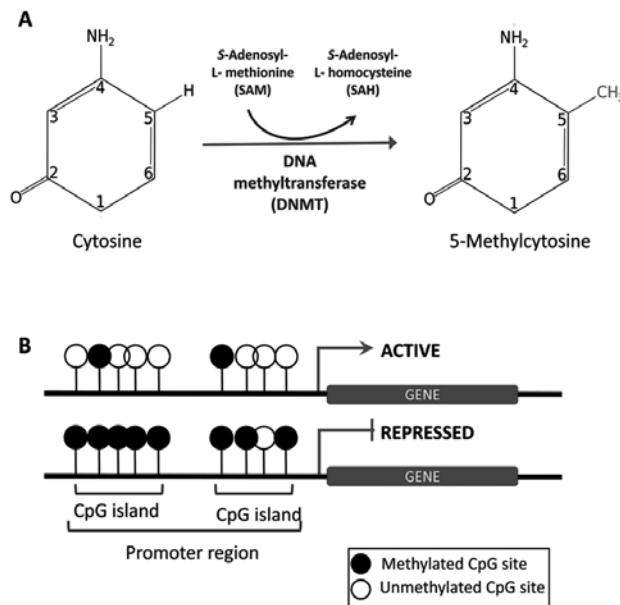 A
NH2
4
3
5
H
2
6
1
O
Cytosine
S-Adenosyl-
L- methionine
(SAM)
S-Adenosyl-
L- homocysteine
(SAH)
DNA
methyltransferase
(DNMT)
NH2
4
3
5
CH3
2
6
1
O
5-Methylcytosine
B
ACTIVE
GENE
REPRESSED
GENE
CpG island
CpG island
Promoter region
Methylated CpG site
Unmethylated CpG site